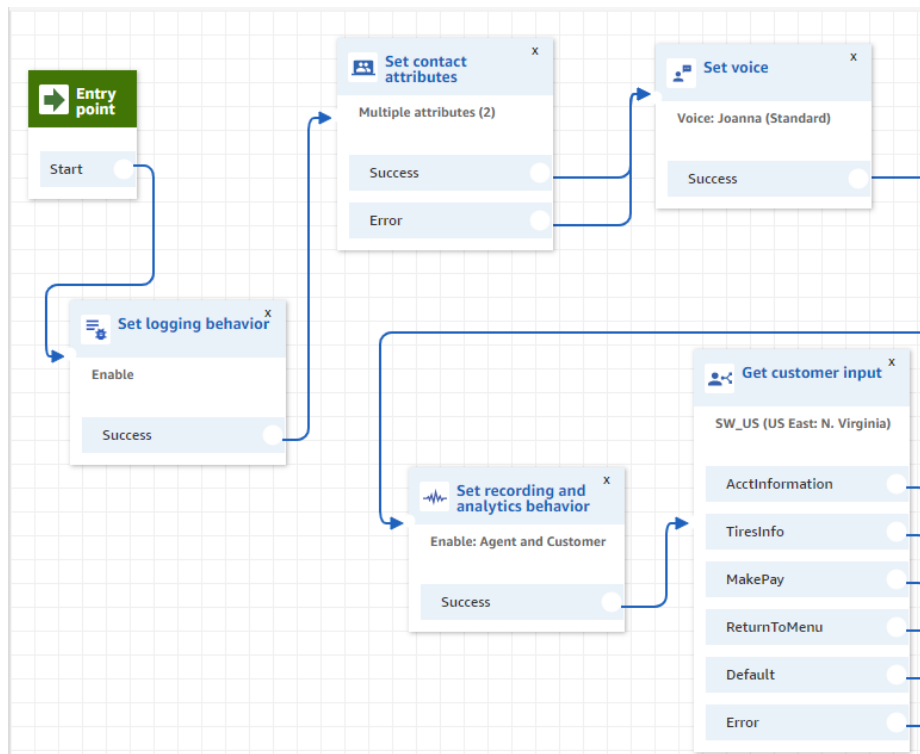 Entry
point
Start
Set logging behavior
x
Enable
Success
Set contact
attributes
x
Multiple attributes (2)
Success
Error
Set voice
x
Voice: Joanna (Standard)
Success
Set recording and
analytics behavior
x
Enable: Agent and Customer
Success
Get customer input
x
SW_US (US East: N. Virginia)
AcctInformation
TiresInfo
MakePay
ReturnToMenu
Default
Error